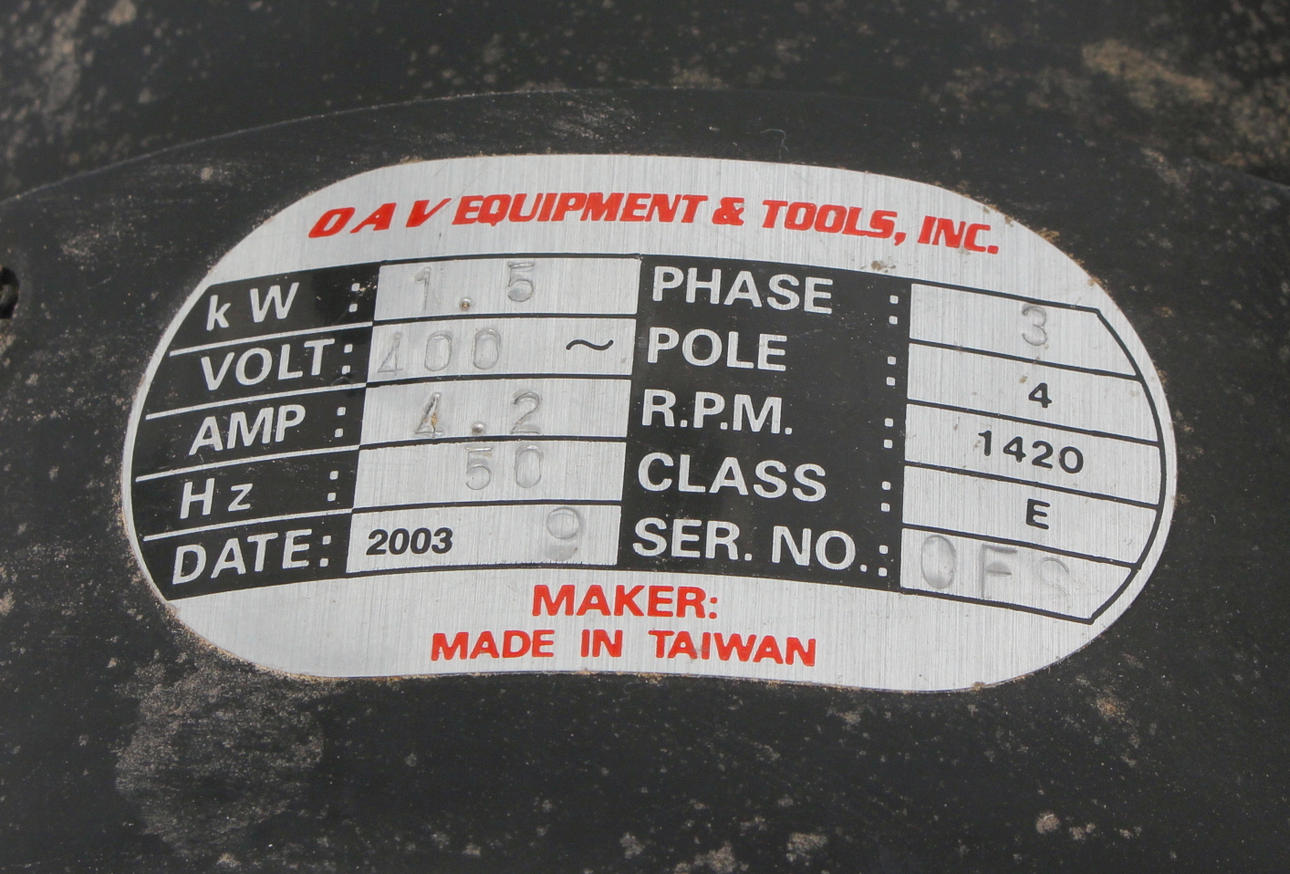 O A V EQUIPMENT & TOOLS, INC.
kW : 1.5 PHASE : 3
VOLT: 400 ~ POLE : 4
AMP : 4.2 R.P.M. : 1420
Hz : 50 CLASS : E
DATE: 2003 9 SER. NO.: 0FS
MAKER:
MADE IN TAIWAN